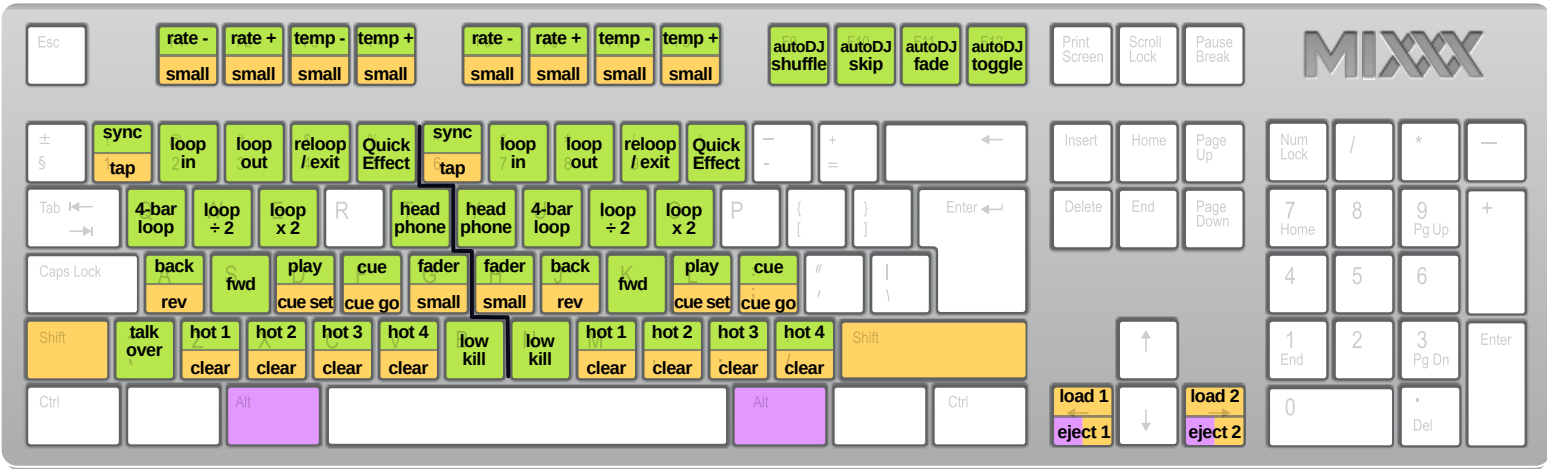 Esc
rate - rate + temp - temp +
small small small small
rate - rate + temp - temp +
small small small small
autoDJ autoDJ autoDJ autoDJ
shuffle skip fade toggle
Print Screen
Scroll Lock
Pause Break
MIXXX
± §
sync tap
loop in
loop out
reloop / exit
Quick Effect
sync tap
loop in
loop out
reloop / exit
Quick Effect
— -
+ =
←
Insert Home Page Up
Num Lock / * —
Tab
4-bar loop
loop ÷ 2
loop x 2
R
head phone
head phone
4-bar loop
loop ÷ 2
loop x 2
P
{ [
} ]
Enter
Delete End Page Down
7 Home
8
9 Pg Up
+
Caps Lock
back rev
fwd
play cue set
cue cue go
fader small
fader small
back rev
fwd
play cue set
cue cue go
" '
| \
4 5 6
Shift
talk over
hot 1 clear
hot 2 clear
hot 3 clear
hot 4 clear
low kill
low kill
hot 1 clear
hot 2 clear
hot 3 clear
hot 4 clear
Shift
↑
1 End
2
3 Pg Dn
Enter
Ctrl Alt Alt Ctrl
load 1 eject 1
↓
load 2 eject 2
0
. Del